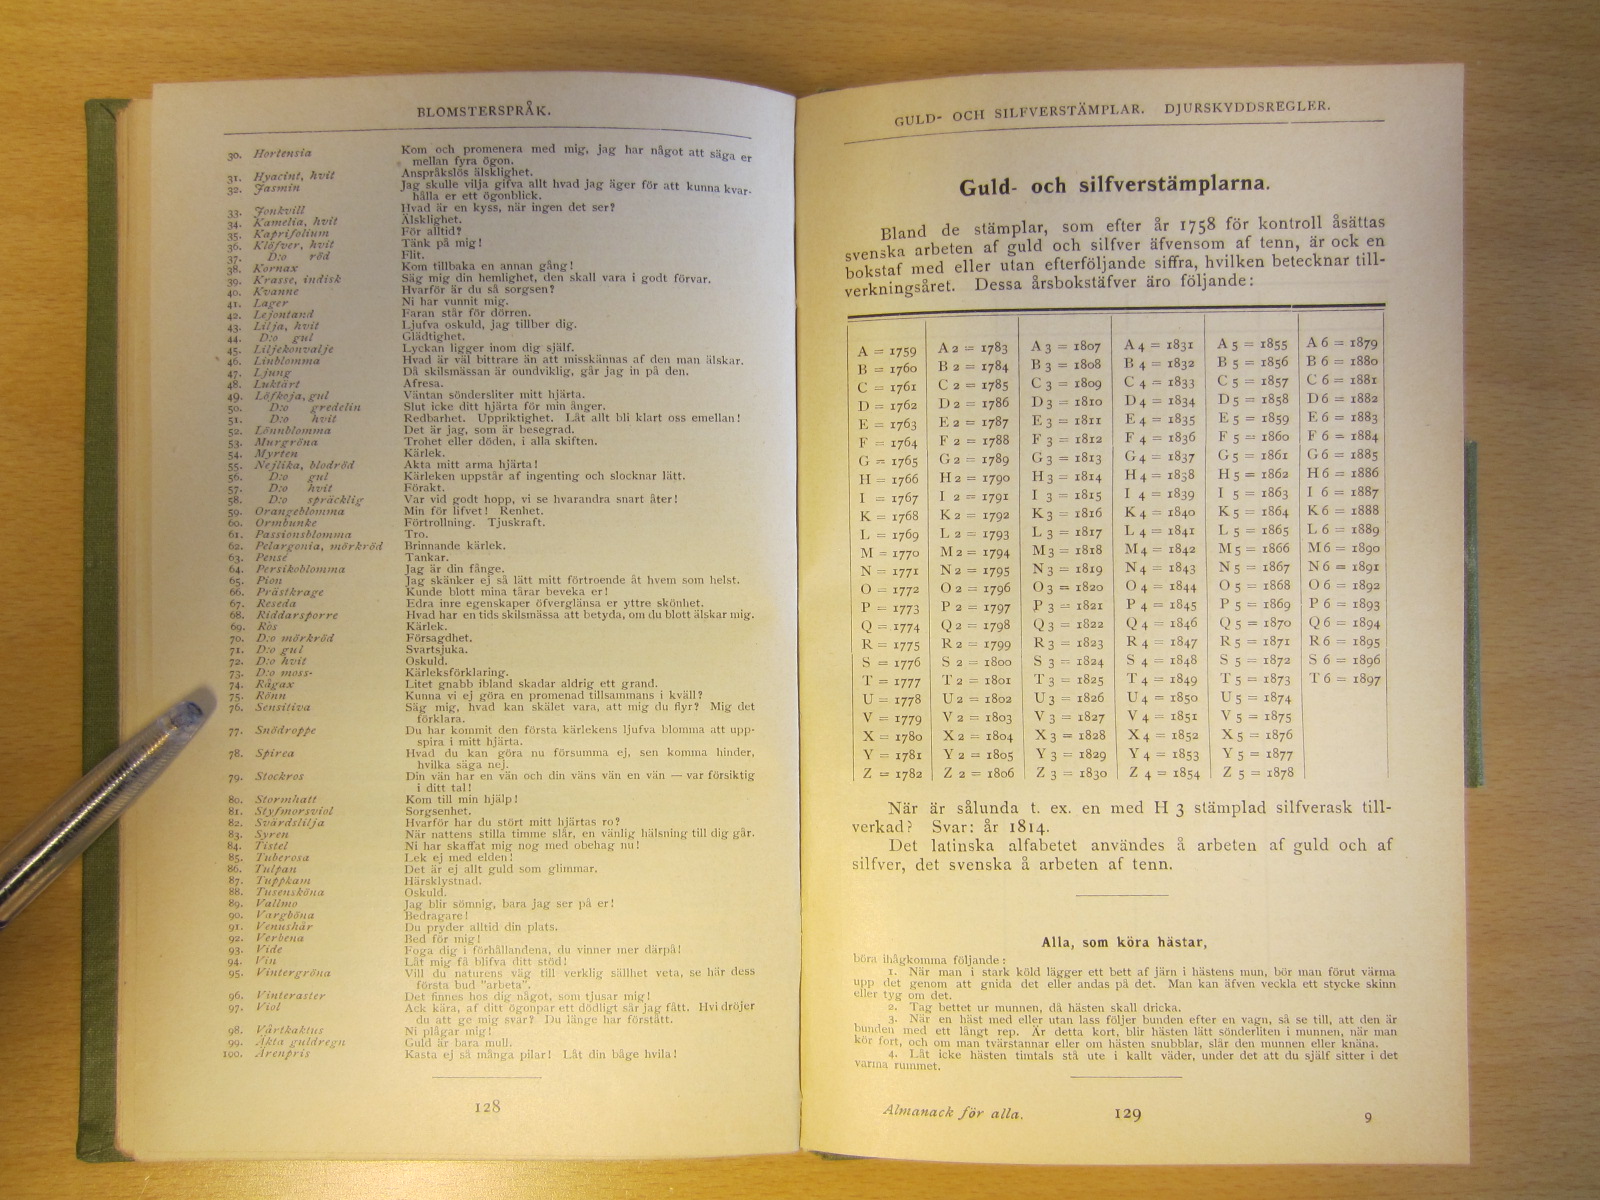 BLOMSTERSPRÅK.
30. Hortensia Kom och promenera med mig, jag har något att säga er
mellan fyra ögon.
31. Hyacint, hvit Anspråkslös älsklighet.
32. Jasmin Jag skulle vilja gifva allt hvad jag äger för att kunna kvar-
hålla er ett ögonblick.
33. Jonkvill Hvad är en kyss, när ingen det ser?
34. Kamelia, hvit Älsklighet.
35. Kaprifolium För alltid?
36. Klöfver, hvit Tänk på mig!
37. D:o röd Flit.
38. Kornax Kom tillbaka en annan gång!
39. Krasse, indisk Säg mig din hemlighet, den skall vara i godt förvar.
40. Kvanne Hvarför är du så sorgsen?
41. Lager Ni har vunnit mig.
42. Lejontand Faran står för dörren.
43. Lilja, hvit Ljufva oskuld, jag tillber dig.
44. D:o gul Glädtighet.
45. Liljekonvalje Lyckan ligger inom dig själf.
46. Linblomma Hvad är väl bittrare än att misskännas af den man älskar.
47. Ljung Då skilsmässan är oundviklig, går jag in på den.
48. Luktärt Afresa.
49. Löfkoja, gul Väntan söndersliter mitt hjärta.
50. D:o gredelin Slut icke ditt hjärta för min ånger.
51. D:o hvit Redbarhet. Uppriktighet. Låt allt bli klart oss emellan!
52. Lönnblomma Det är jag, som är besegrad.
53. Murgröna Trohet eller döden, i alla skiften.
54. Myrten Kärlek.
55. Nejlika, blodröd Akta mitt arma hjärta!
56. D:o gul Kärleken uppstår af ingenting och slocknar lätt.
57. D:o hvit Förakt.
58. D:o spräcklig Var vid godt hopp, vi se hvarandra snart åter!
59. Orangeblomma Min för lifvet! Renhet.
60. Ormbunke Förtrollning. Tjuskraft.
61. Passionsblomma Tro.
62. Pelargonia, mörkröd Brinnande kärlek.
63. Pensé Tankar.
64. Persikoblomma Jag är din fånge.
65. Pion Jag skänker ej så lätt mitt förtroende åt hvem som helst.
66. Prästkrage Kunde blott mina tårar beveka er!
67. Reseda Edra inre egenskaper öfverglänsa er yttre skönhet.
68. Riddarsporre Hvad har en tids skilsmässa att betyda, om du blott älskar mig.
69. Ros Kärlek.
70. D:o mörkröd Försagdhet.
71. D:o gul Svartsjuka.
72. D:o hvit Oskuld.
73. D:o moss- Kärleksförklaring.
74. Rågax Litet gnabb ibland skadar aldrig ett grand.
75. Rönn Kunna vi ej göra en promenad tillsammans i kväll?
76. Sensitiva Säg mig, hvad kan skälet vara, att mig du flyr? Mig det
förklara.
77. Snödroppe Du har kommit den första kärlekens ljufva blomma att upp-
spira i mitt hjärta.
78. Spirea Hvad du kan göra nu försumma ej, sen komma hinder,
hvilka säga nej.
79. Stockros Din vän har en vän och din väns vän en vän — var försiktig
i ditt tal!
80. Stormhatt Kom till min hjälp!
81. Styfmorsviol Sorgsenhet.
82. Svärdslilja Hvarför har du stört mitt hjärtas ro?
83. Syren När nattens stilla timme slår, en vänlig hälsning till dig går.
84. Tistel Ni har skaffat mig nog med obehag nu!
85. Tuberosa Lek ej med elden!
86. Tulpan Det är ej allt guld som glimmar.
87. Tuppkam Härsklystnad.
88. Tusensköna Oskuld.
89. Vallmo Jag blir sömnig, bara jag ser på er!
90. Vargböna Bedragare!
91. Venushår Du pryder alltid din plats.
92. Verbena Bed för mig!
93. Vide Foga dig i förhållandena, du vinner mer därpå!
94. Vin Låt mig få blifva ditt stöd!
95. Vintergröna Vill du naturens väg till verklig sällhet veta, se här dess
första bud "arbeta".
96. Vinteraster Det finnes hos dig något, som tjusar mig!
97. Viol Ack kära, af ditt ögonpar ett dödligt sår jag fått. Hvi dröjer
du att ge mig svar? Du länge har förstått.
98. Vårtkaktus Ni plågar mig!
99. Äkta guldregn Guld är bara mull.
100. Ärenpris Kasta ej så många pilar! Låt din båge hvila!
128
GULD- OCH SILFVERSTÄMPLAR. DJURSKYDDSREGLER.
Guld- och silfverstämplarna.
Bland de stämplar, som efter år 1758 för kontroll åsättas
svenska arbeten af guld och silfver äfvensom af tenn, är ock en
bokstaf med eller utan efterföljande siffra, hvilken betecknar till-
verkningsåret. Dessa årsbokstäfver äro följande:
A = 1759 A 2 = 1783 A 3 = 1807 A 4 = 1831 A 5 = 1855 A 6 = 1879
B = 1760 B 2 = 1784 B 3 = 1808 B 4 = 1832 B 5 = 1856 B 6 = 1880
C = 1761 C 2 = 1785 C 3 = 1809 C 4 = 1833 C 5 = 1857 C 6 = 1881
D = 1762 D 2 = 1786 D 3 = 1810 D 4 = 1834 D 5 = 1858 D 6 = 1882
E = 1763 E 2 = 1787 E 3 = 1811 E 4 = 1835 E 5 = 1859 E 6 = 1883
F = 1764 F 2 = 1788 F 3 = 1812 F 4 = 1836 F 5 = 1860 F 6 = 1884
G = 1765 G 2 = 1789 G 3 = 1813 G 4 = 1837 G 5 = 1861 G 6 = 1885
H = 1766 H 2 = 1790 H 3 = 1814 H 4 = 1838 H 5 = 1862 H 6 = 1886
I = 1767 I 2 = 1791 I 3 = 1815 I 4 = 1839 I 5 = 1863 I 6 = 1887
K = 1768 K 2 = 1792 K 3 = 1816 K 4 = 1840 K 5 = 1864 K 6 = 1888
L = 1769 L 2 = 1793 L 3 = 1817 L 4 = 1841 L 5 = 1865 L 6 = 1889
M = 1770 M 2 = 1794 M 3 = 1818 M 4 = 1842 M 5 = 1866 M 6 = 1890
N = 1771 N 2 = 1795 N 3 = 1819 N 4 = 1843 N 5 = 1867 N 6 = 1891
O = 1772 O 2 = 1796 O 3 = 1820 O 4 = 1844 O 5 = 1868 O 6 = 1892
P = 1773 P 2 = 1797 P 3 = 1821 P 4 = 1845 P 5 = 1869 P 6 = 1893
Q = 1774 Q 2 = 1798 Q 3 = 1822 Q 4 = 1846 Q 5 = 1870 Q 6 = 1894
R = 1775 R 2 = 1799 R 3 = 1823 R 4 = 1847 R 5 = 1871 R 6 = 1895
S = 1776 S 2 = 1800 S 3 = 1824 S 4 = 1848 S 5 = 1872 S 6 = 1896
T = 1777 T 2 = 1801 T 3 = 1825 T 4 = 1849 T 5 = 1873 T 6 = 1897
U = 1778 U 2 = 1802 U 3 = 1826 U 4 = 1850 U 5 = 1874
V = 1779 V 2 = 1803 V 3 = 1827 V 4 = 1851 V 5 = 1875
X = 1780 X 2 = 1804 X 3 = 1828 X 4 = 1852 X 5 = 1876
Y = 1781 Y 2 = 1805 Y 3 = 1829 Y 4 = 1853 Y 5 = 1877
Z = 1782 Z 2 = 1806 Z 3 = 1830 Z 4 = 1854 Z 5 = 1878
När är sålunda t. ex. en med H 3 stämplad silfverask till-
verkad? Svar: år 1814.
Det latinska alfabetet användes å arbeten af guld och af
silfver, det svenska å arbeten af tenn.
Alla, som köra hästar,
böra ihågkomma följande:
1. När man i stark köld lägger ett bett af järn i hästens mun, bör man förut värma
upp det genom att gnida det eller andas på det. Man kan äfven veckla ett stycke skinn
eller tyg om det.
2. Tag bettet ur munnen, då hästen skall dricka.
3. När en häst med eller utan lass följer bunden efter en vagn, så se till, att den är
bunden med ett långt rep. Är detta kort, blir hästen lätt sönderliten i munnen, när man
kör fort, och om man tvärstannar eller om hästen snubblar, slår den munnen eller knäna.
4. Låt icke hästen timtals stå ute i kallt väder, under det att du själf sitter i det
varma rummet.
Almanack för alla. 129 9